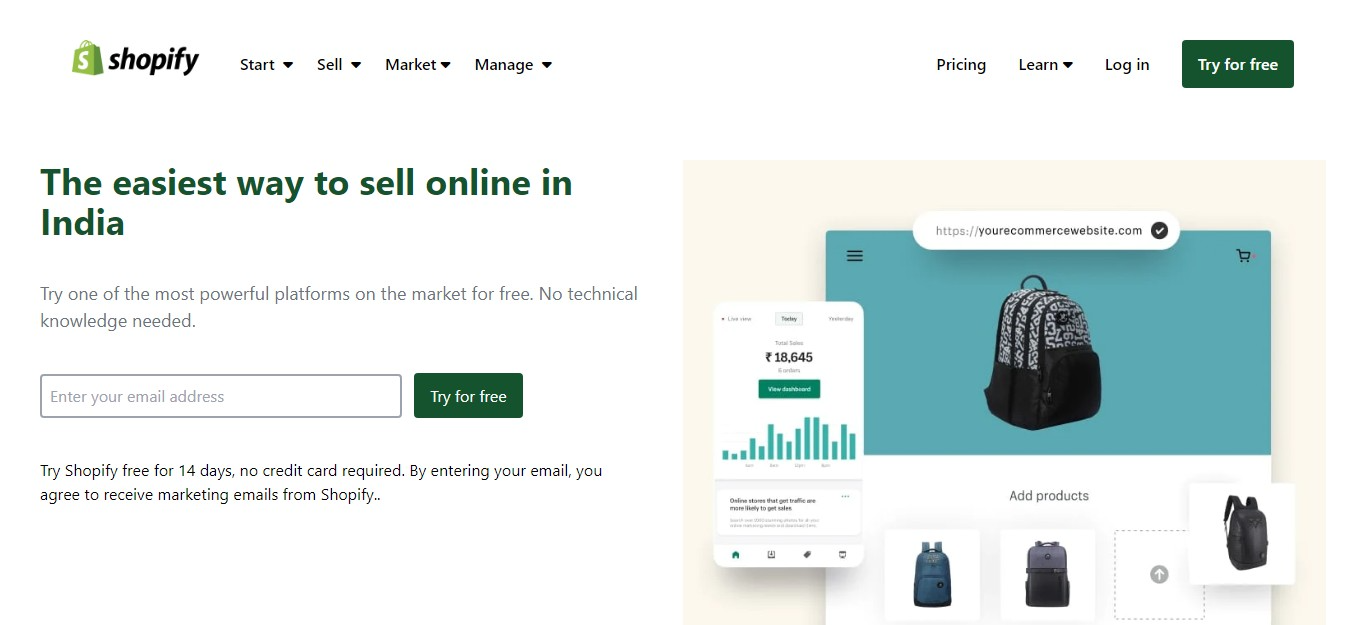 shopify
Start
Sell
Market
Manage
Pricing
Learn
Log in
Try for free
The easiest way to sell online in
India
Try one of the most powerful platforms on the market for free. No technical
knowledge needed.
Enter your email address
Try for free
Try Shopify free for 14 days, no credit card required. By entering your email, you
agree to receive marketing emails from Shopify..
https://yourecommercewebsite.com
Live view
Today
Yesterday
Total Sales
₹ 18,645
6 orders
View dashboard
Online stores that get traffic are
more likely to get sales
Add products